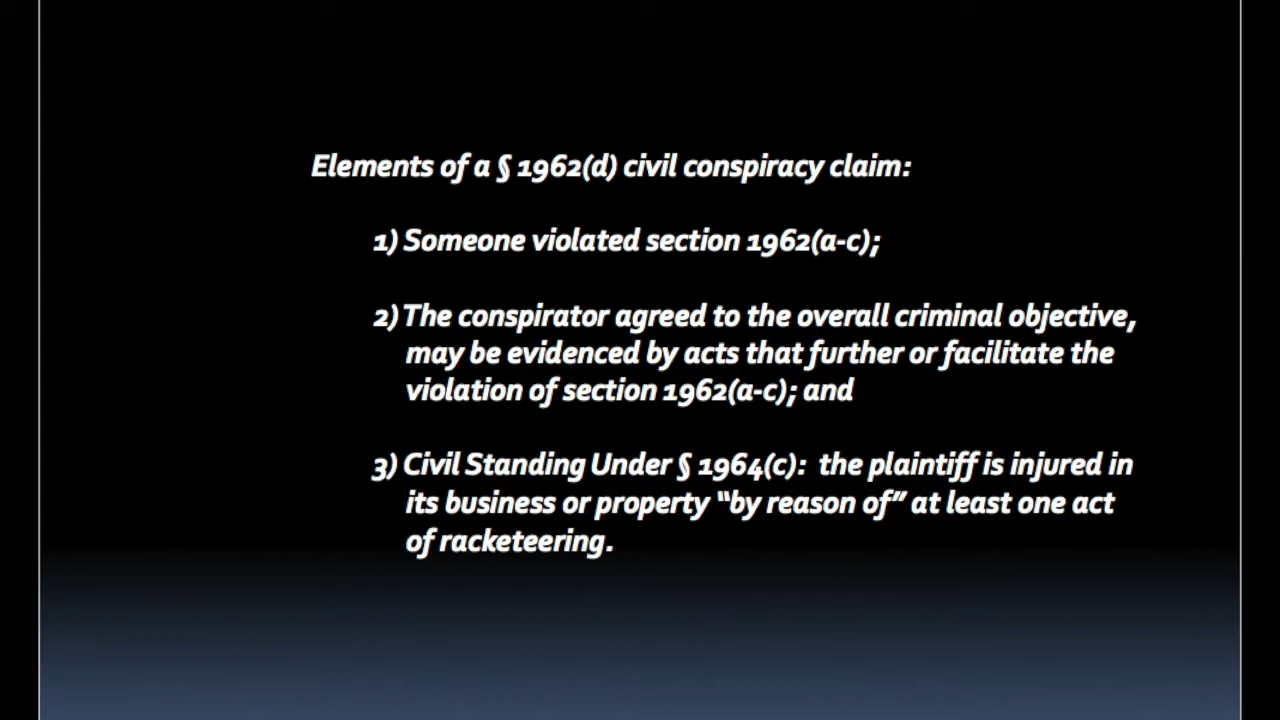 Elements of a § 1962(d) civil conspiracy claim:
1) Someone violated section 1962(a-c);
2) The conspirator agreed to the overall criminal objective,
may be evidenced by acts that further or facilitate the
violation of section 1962(a-c); and
3) Civil Standing Under § 1964(c):  the plaintiff is injured in
its business or property “by reason of” at least one act
of racketeering.